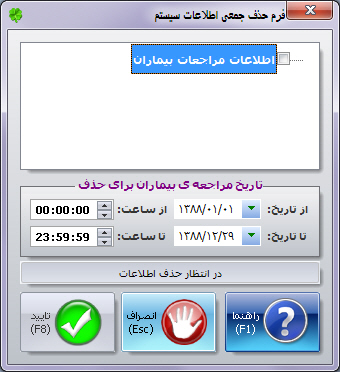 فرم حذف جمعی اطلاعات سیستم
اطلاعات مراجعات بیماران
تاریخ مراجعه ی بیماران برای حذف
از تاریخ: ۱۳۸۸/۰۱/۰۱ از ساعت: 00:00:00
تا تاریخ: ۱۳۸۸/۱۲/۲۹ تا ساعت: 23:59:59
در انتظار حذف اطلاعات
راهنما انصراف تایید
(F1) (Esc) (F8)